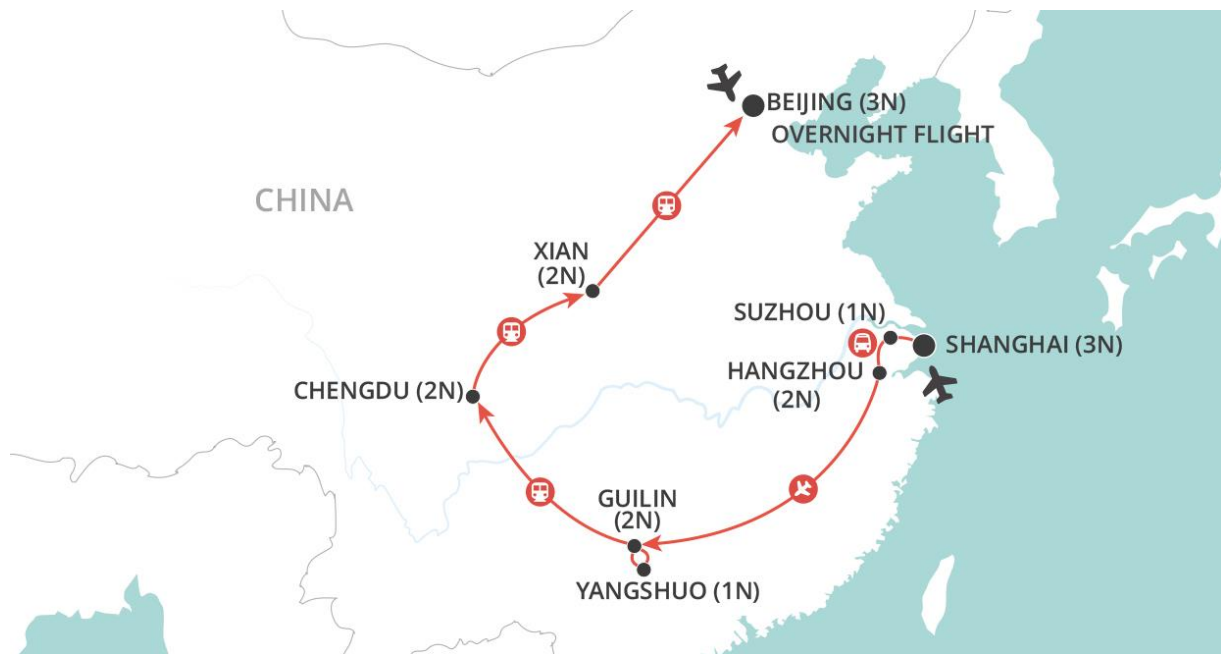 BEIJING (3N)
OVERNIGHT FLIGHT
CHINA
XIAN
(2N)
SUZHOU (1N)
SHANGHAI (3N)
HANGZHOU
(2N)
CHENGDU (2N)
GUILIN
(2N)
YANGSHUO (1N)